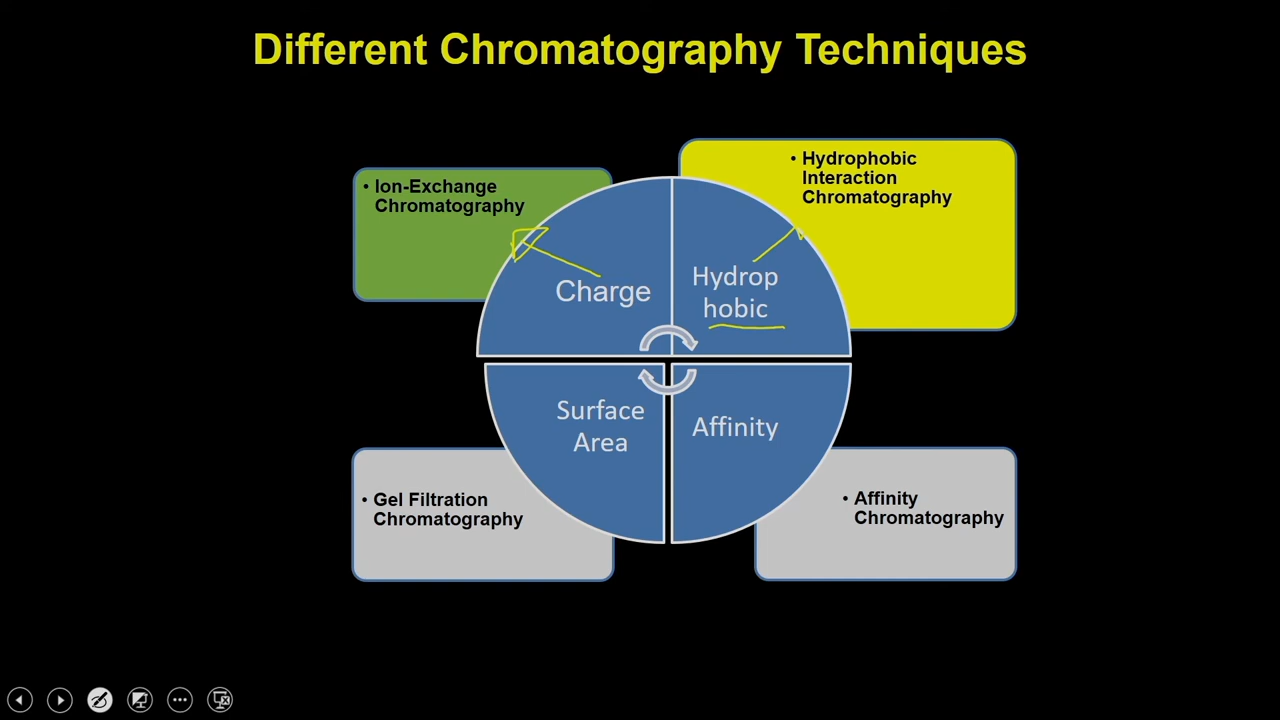 Different Chromatography Techniques
• Ion-Exchange
Chromatography
• Hydrophobic
Interaction
Chromatography
Charge
Hydrop
hobic
Surface
Area
Affinity
• Gel Filtration
Chromatography
• Affinity
Chromatography